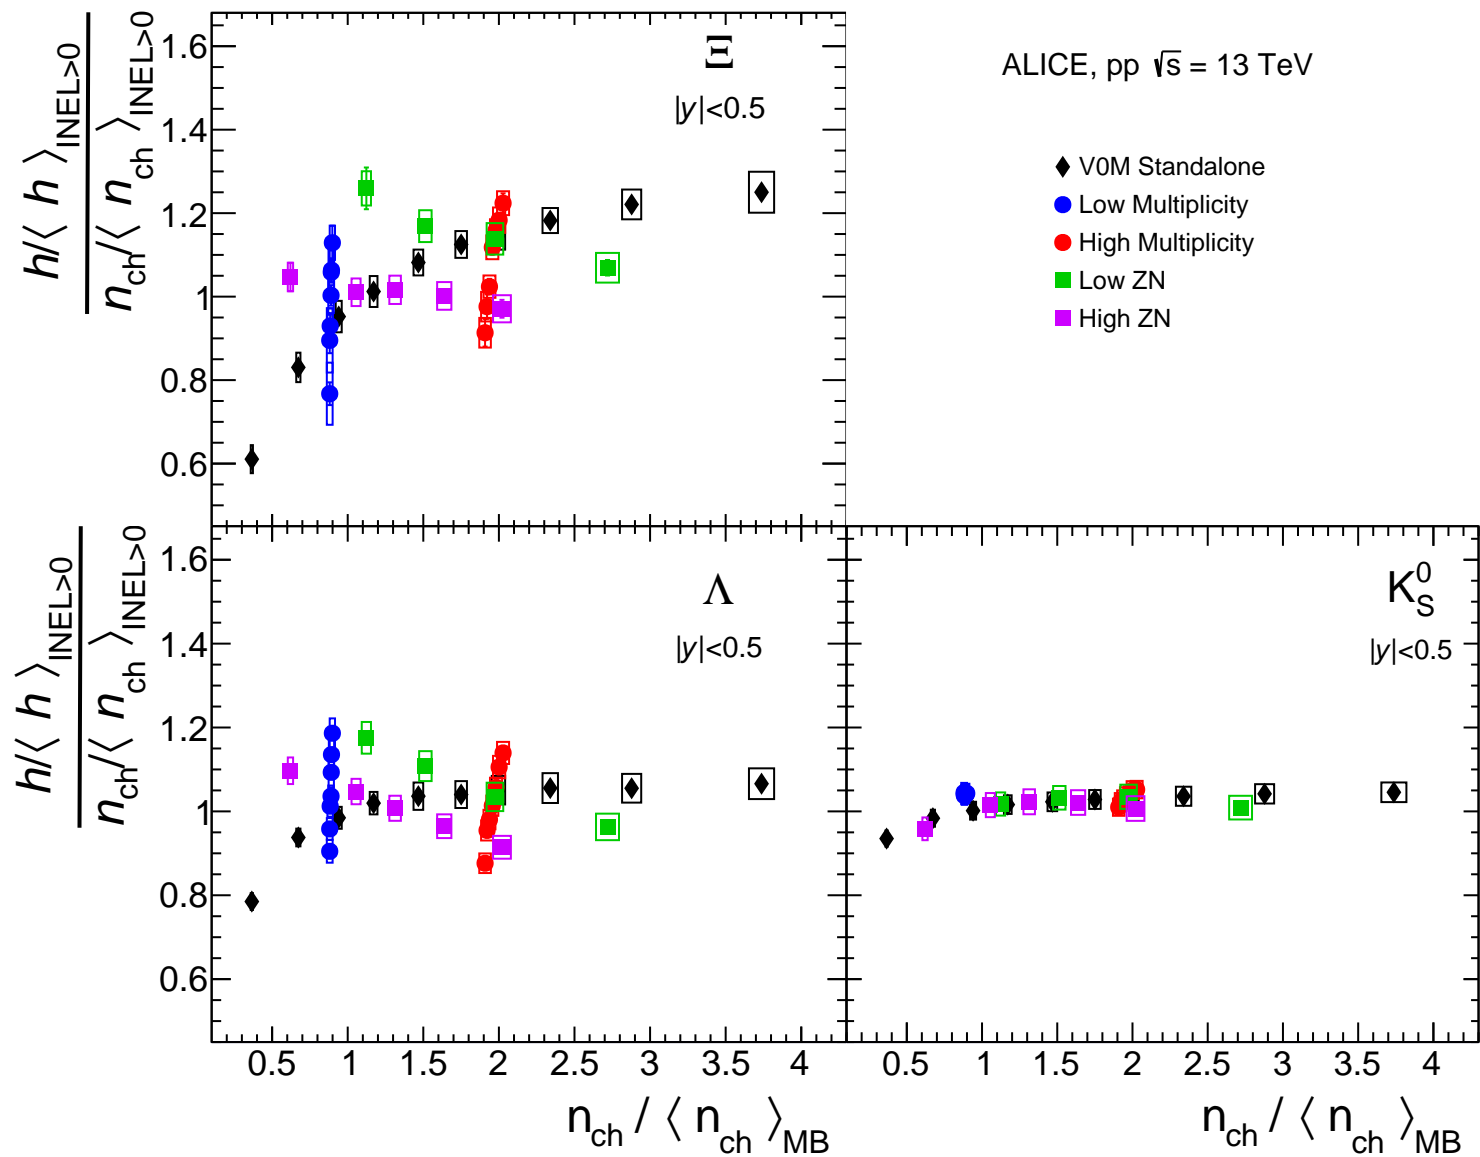 h/⟨ h ⟩INEL>0
nch/⟨ nch ⟩INEL>0
1.6
1.4
1.2
1
0.8
0.6
Ξ
|y|<0.5
ALICE, pp √s = 13 TeV
V0M Standalone
Low Multiplicity
High Multiplicity
Low ZN
High ZN
h/⟨ h ⟩INEL>0
nch/⟨ nch ⟩INEL>0
1.6
1.4
1.2
1
0.8
0.6
Λ
|y|<0.5
K0S
|y|<0.5
0.5 1 1.5 2 2.5 3 3.5 4
0.5 1 1.5 2 2.5 3 3.5 4
nch / ⟨ nch ⟩MB
nch / ⟨ nch ⟩MB